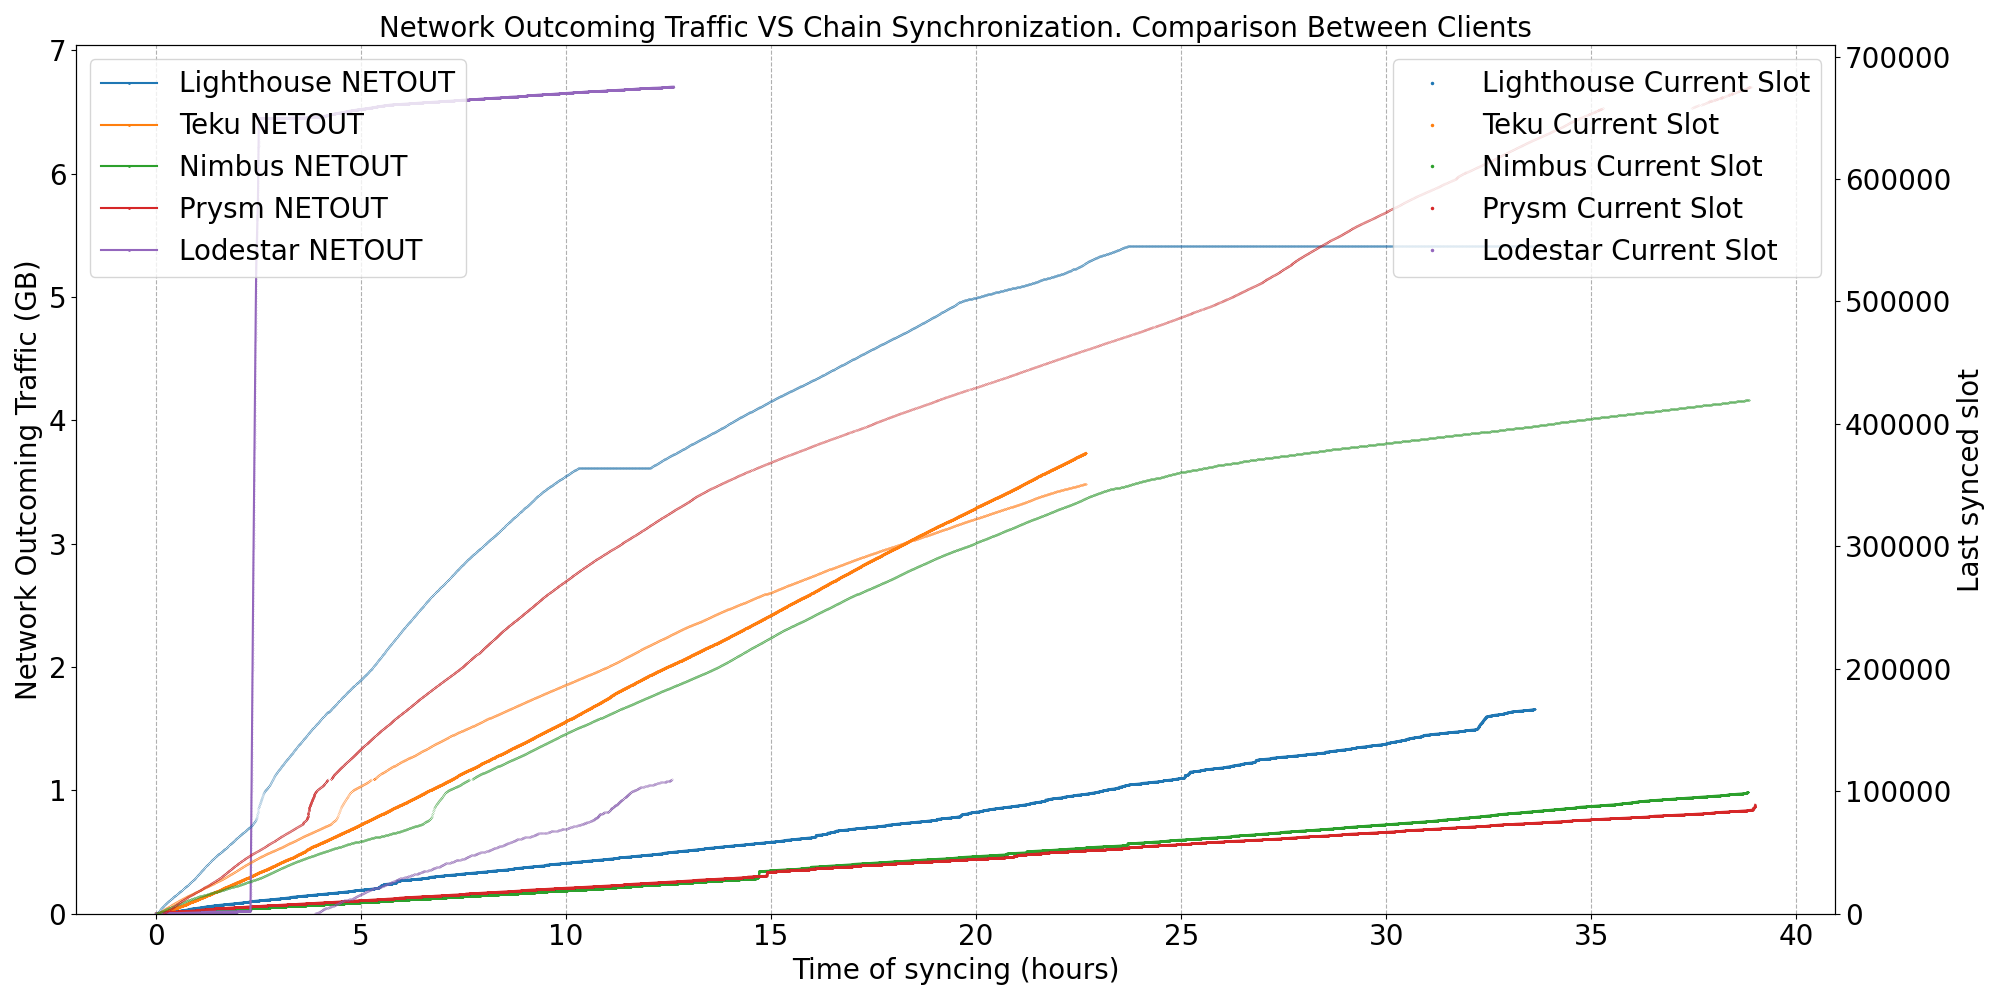 Network Outcoming Traffic VS Chain Synchronization. Comparison Between Clients
Network Outcoming Traffic (GB)
7
6
5
4
3
2
1
0
Lighthouse NETOUT
Teku NETOUT
Nimbus NETOUT
Prysm NETOUT
Lodestar NETOUT
Lighthouse Current Slot
Teku Current Slot
Nimbus Current Slot
Prysm Current Slot
Lodestar Current Slot
700000
600000
500000
400000
300000
200000
100000
0
Last synced slot
0 5 10 15 20 25 30 35 40
Time of syncing (hours)